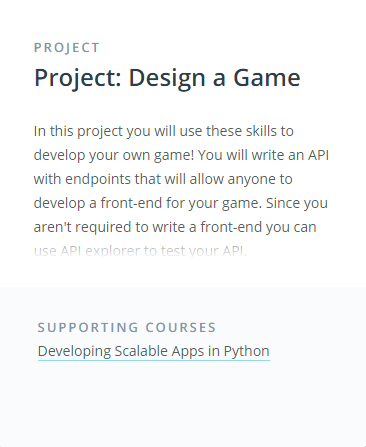 PROJECT
Project: Design a Game
In this project you will use these skills to
develop your own game! You will write an API
with endpoints that will allow anyone to
develop a front-end for your game. Since you
aren't required to write a front-end you can
use API explorer to test your API.
SUPPORTING COURSES
Developing Scalable Apps in Python